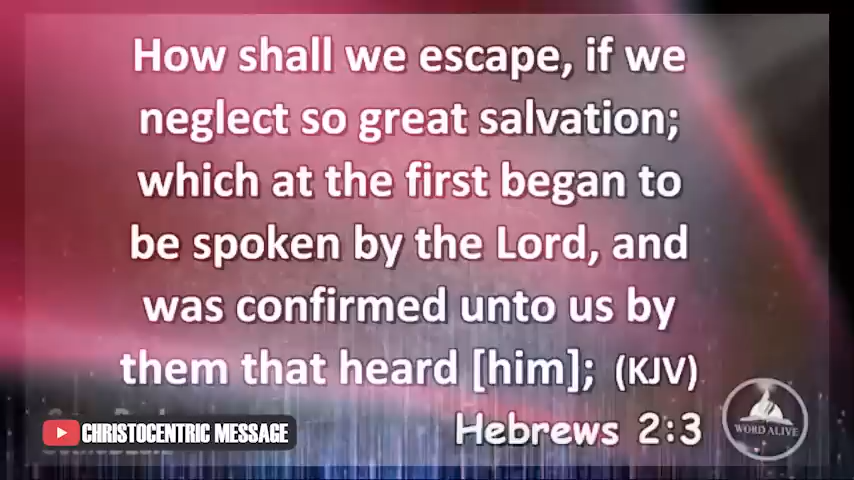 How shall we escape, if we
neglect so great salvation;
which at the first began to
be spoken by the Lord, and
was confirmed unto us by
them that heard [him]; (KJV)
Hebrews 2:3
CHRISTOCENTRIC MESSAGE
WORD ALIVE